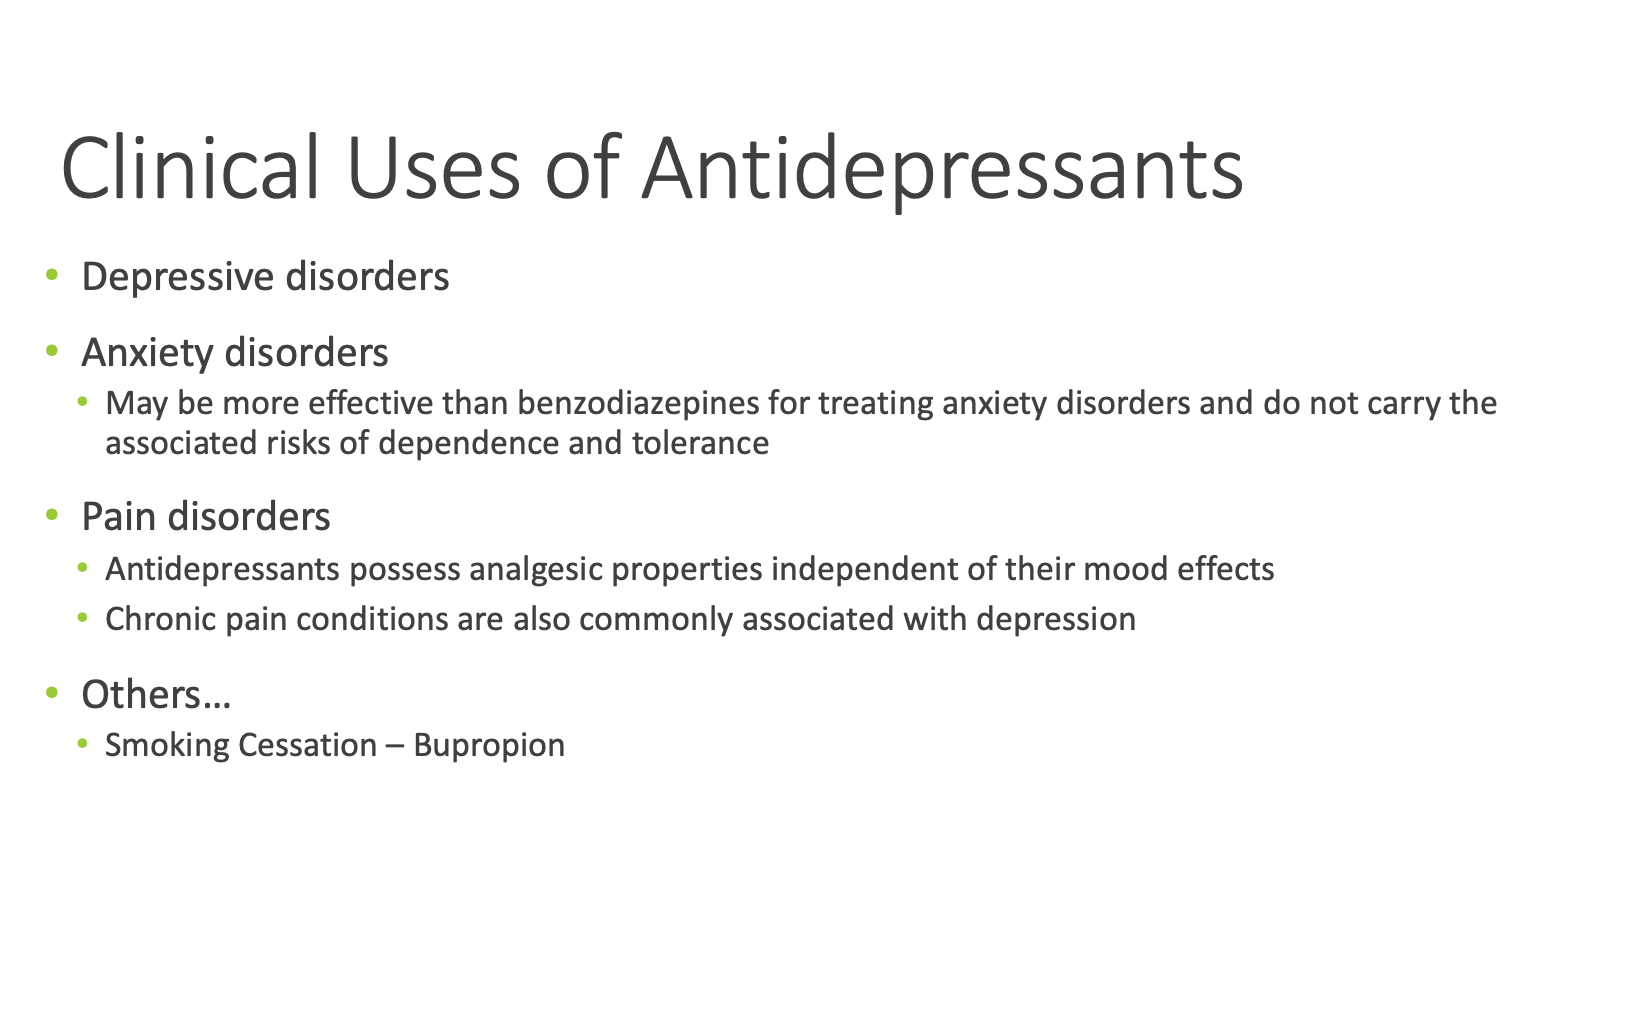 Clinical Uses of Antidepressants
• Depressive disorders
• Anxiety disorders
• May be more effective than benzodiazepines for treating anxiety disorders and do not carry the
associated risks of dependence and tolerance
• Pain disorders
• Antidepressants possess analgesic properties independent of their mood effects
• Chronic pain conditions are also commonly associated with depression
• Others…
• Smoking Cessation – Bupropion